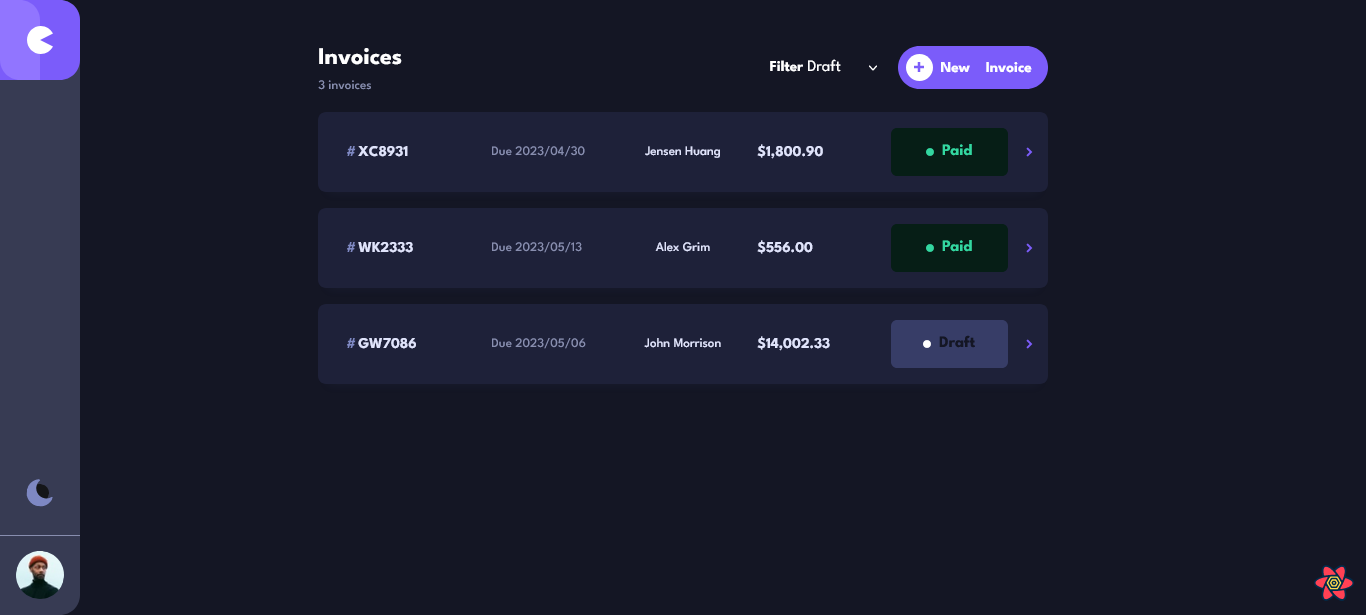 Invoices
3 invoices
Filter Draft
New Invoice
# XC8931 Due 2023/04/30 Jensen Huang $1,800.90 Paid
# WK2333 Due 2023/05/13 Alex Grim $556.00 Paid
# GW7086 Due 2023/05/06 John Morrison $14,002.33 Draft